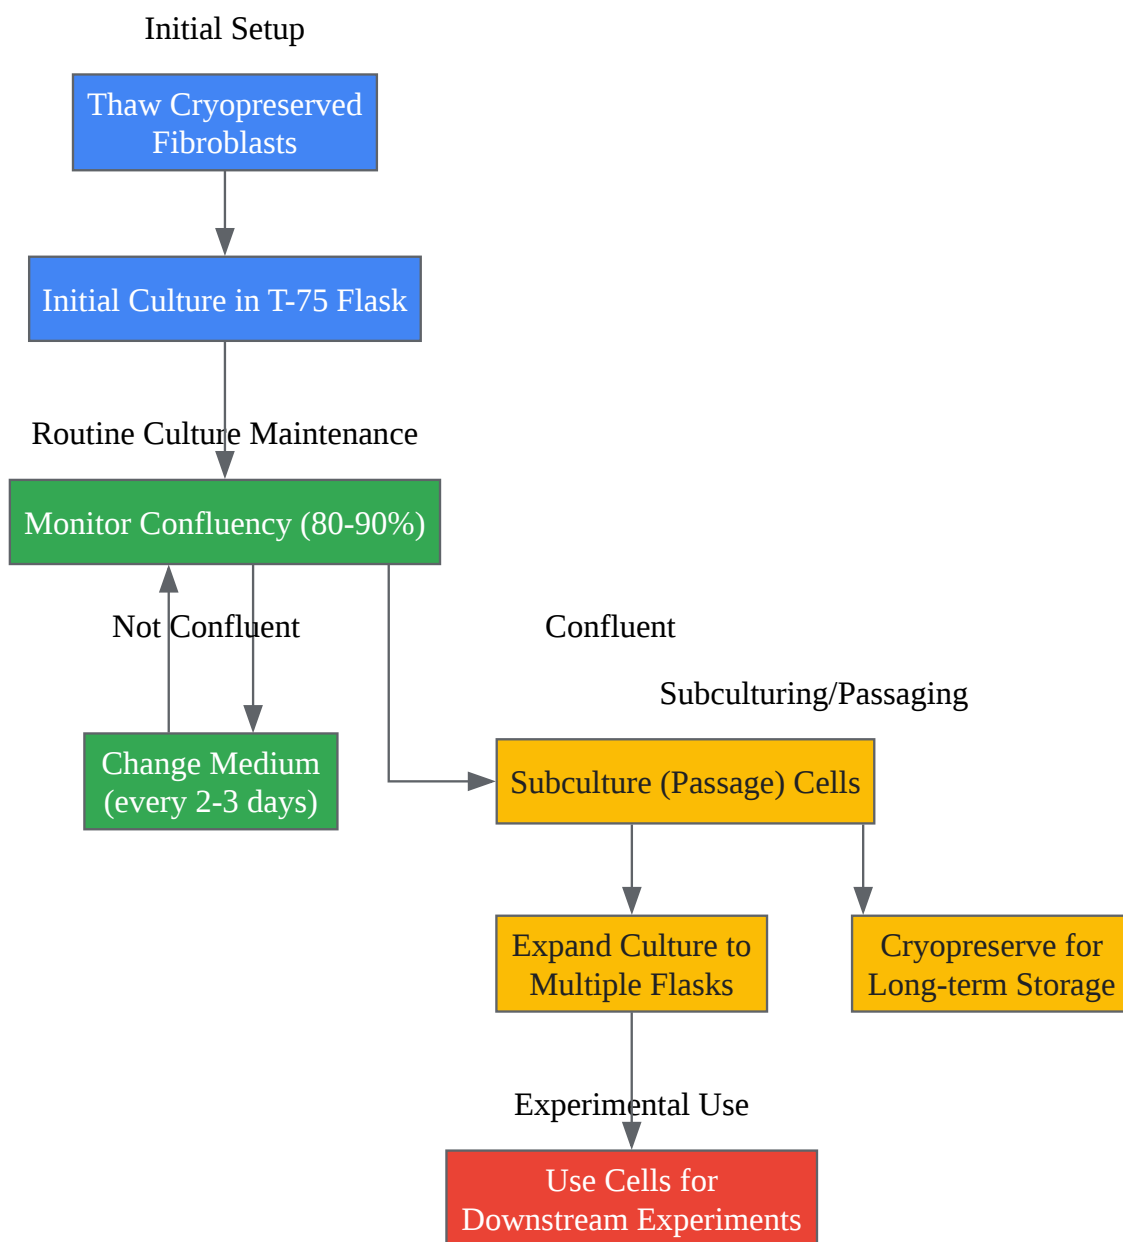 Initial Setup
Thaw Cryopreserved
Fibroblasts
Initial Culture in T-75 Flask
Routine Culture Maintenance
Monitor Confluency (80-90%)
Not Confluent
Confluent
Subculturing/Passaging
Change Medium
(every 2-3 days)
Subculture (Passage) Cells
Expand Culture to
Multiple Flasks
Cryopreserve for
Long-term Storage
Experimental Use
Use Cells for
Downstream Experiments